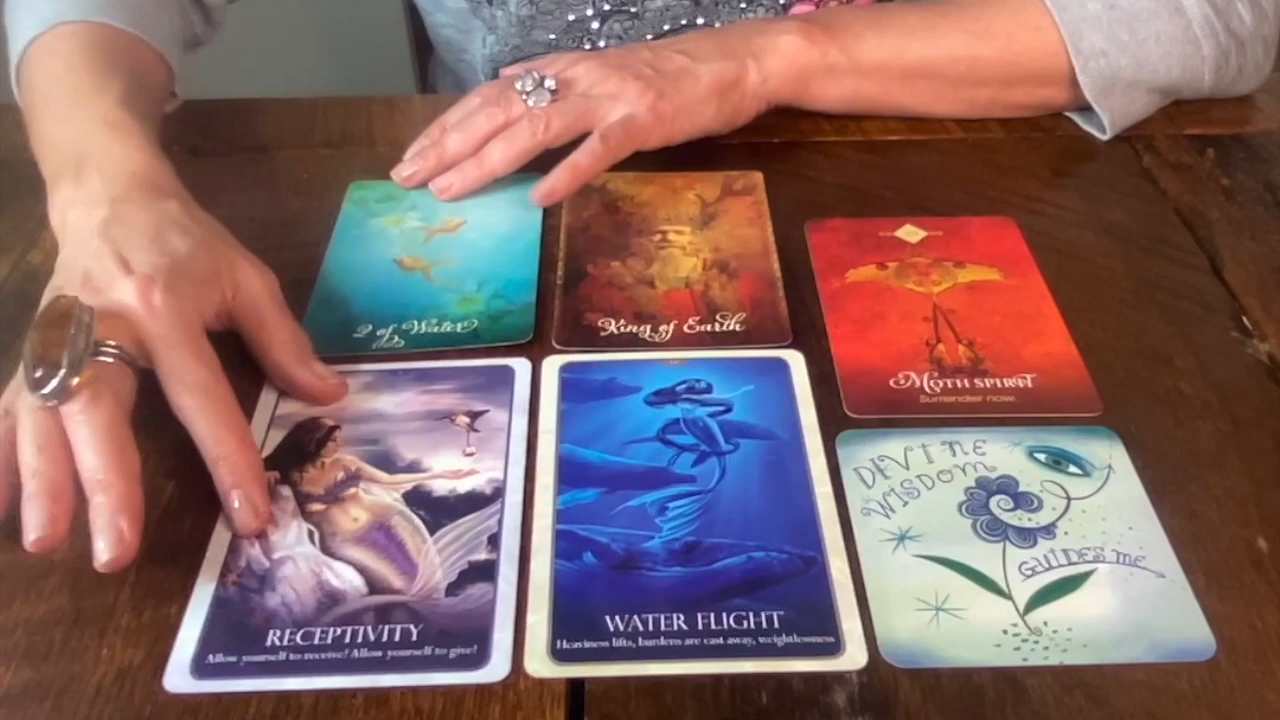 2 of Water
King of Earth
MOTH SPIRIT
Surrender now.
RECEPTIVITY
Allow yourself to receive! Allow yourself to give!
WATER FLIGHT
Heaviness lifts, burdens are cast away, weightlessness
DIVINE
WISDOM
GUIDES ME